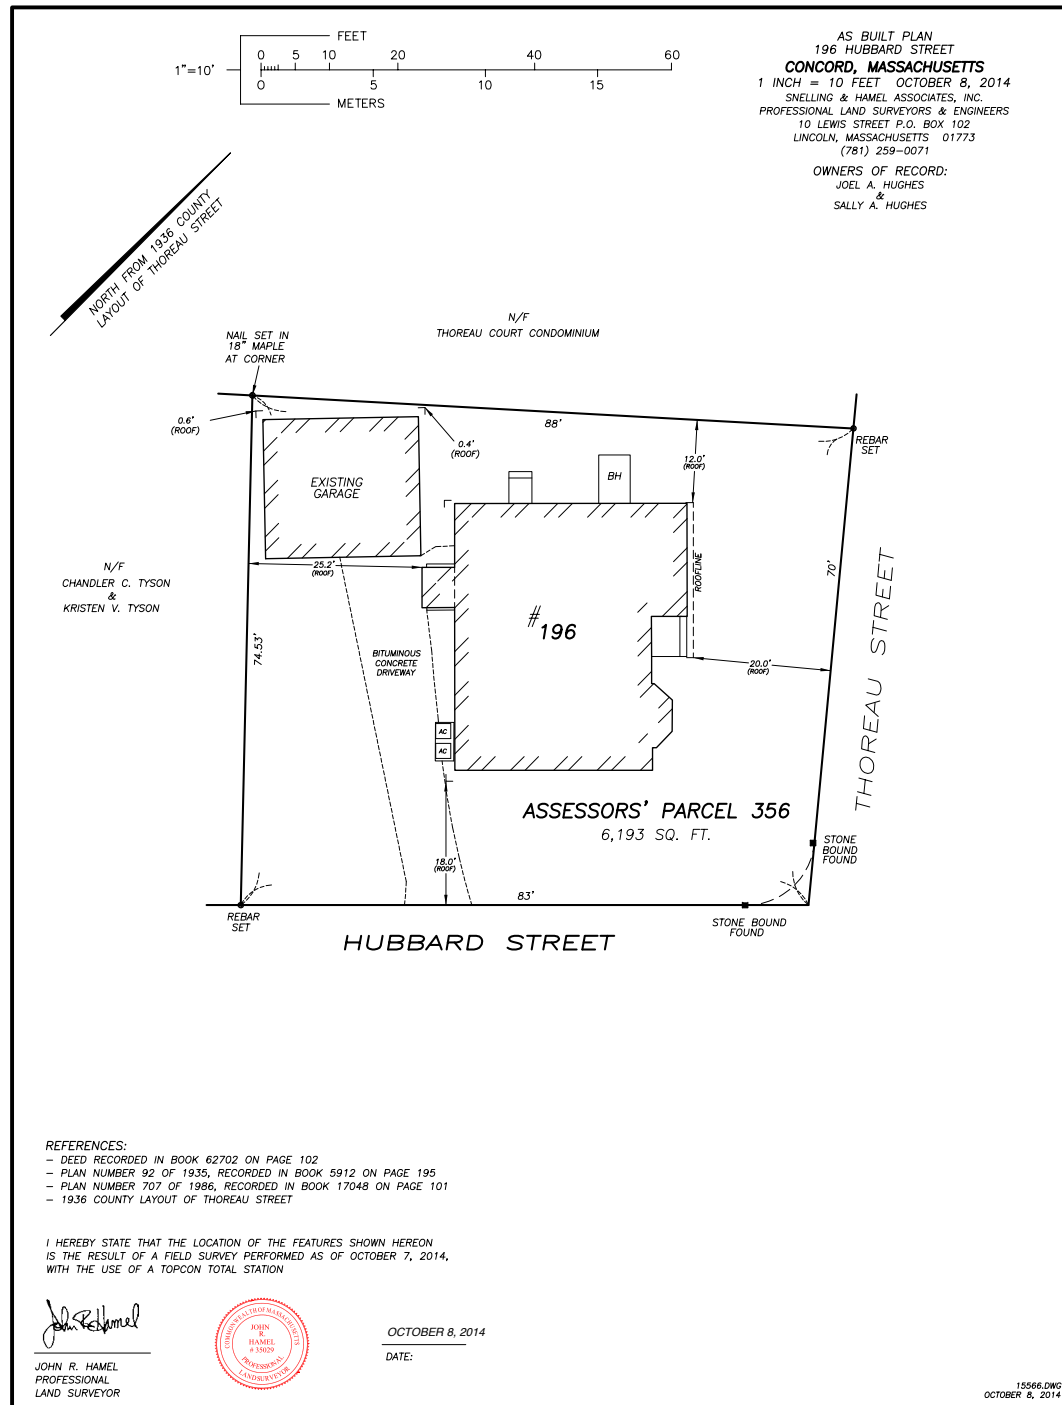 FEET
0 5 10 20 40 60
1"=10'
0 5 10 15
METERS
AS BUILT PLAN
196 HUBBARD STREET
CONCORD, MASSACHUSETTS
1 INCH = 10 FEET OCTOBER 8, 2014
SNELLING & HAMEL ASSOCIATES, INC.
PROFESSIONAL LAND SURVEYORS & ENGINEERS
10 LEWIS STREET P.O. BOX 102
LINCOLN, MASSACHUSETTS 01773
(781) 259-0071
OWNERS OF RECORD:
JOEL A. HUGHES
&
SALLY A. HUGHES
NORTH FROM 1936 COUNTY
LAYOUT OF THOREAU STREET
N/F
THOREAU COURT CONDOMINIUM
NAIL SET IN
18" MAPLE
AT CORNER
0.6'
(ROOF)
0.4'
(ROOF)
88'
12.0'
(ROOF)
REBAR
SET
EXISTING
GARAGE
BH
25.2'
(ROOF)
ROOFLINE
70'
N/F
CHANDLER C. TYSON
&
KRISTEN V. TYSON
#196
74.53'
BITUMINOUS
CONCRETE
DRIVEWAY
20.0'
(ROOF)
THOREAU STREET
AC
AC
ASSESSORS' PARCEL 356
6,193 SQ. FT.
STONE
BOUND
FOUND
18.0'
(ROOF)
83'
REBAR
SET
STONE BOUND
FOUND
HUBBARD STREET
REFERENCES:
- DEED RECORDED IN BOOK 62702 ON PAGE 102
- PLAN NUMBER 92 OF 1935, RECORDED IN BOOK 5912 ON PAGE 195
- PLAN NUMBER 707 OF 1986, RECORDED IN BOOK 17048 ON PAGE 101
- 1936 COUNTY LAYOUT OF THOREAU STREET
I HEREBY STATE THAT THE LOCATION OF THE FEATURES SHOWN HEREON
IS THE RESULT OF A FIELD SURVEY PERFORMED AS OF OCTOBER 7, 2014,
WITH THE USE OF A TOPCON TOTAL STATION
John R. Hamel
COMMONWEALTH OF MASSACHUSETTS
JOHN
R.
HAMEL
# 35029
PROFESSIONAL
LAND SURVEYOR
OCTOBER 8, 2014
DATE:
JOHN R. HAMEL
PROFESSIONAL
LAND SURVEYOR
15566.DWG
OCTOBER 8, 2014